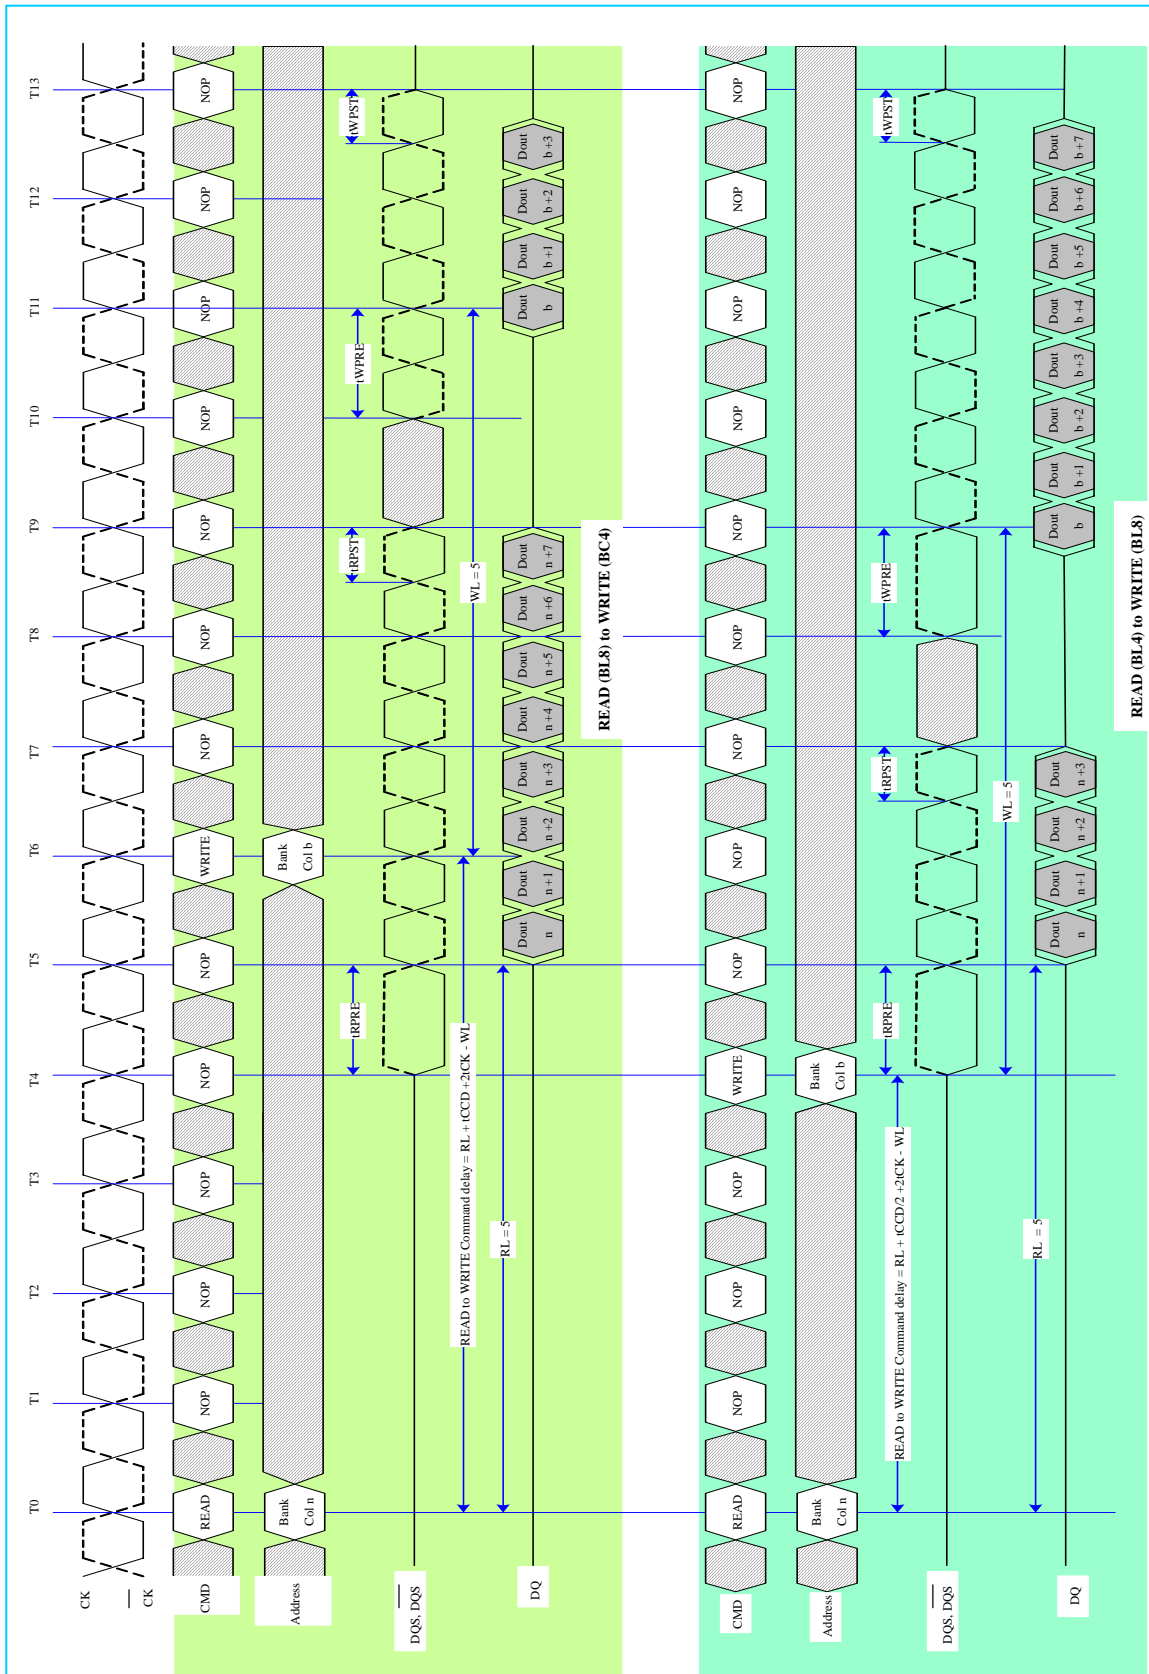 T0 T1 T2 T3 T4 T5 T6 T7 T8 T9 T10 T11 T12 T13
CK
CK
CMD READ NOP NOP NOP NOP NOP WRITE NOP NOP NOP NOP NOP NOP NOP
Address Bank Col n Bank Col b
tRPRE tRPST tWPST
tWPRE
DQS, DQS
READ to WRITE Command delay = RL + tCCD +2tCK - WL
WL = 5
RL = 5
DQ Dout n Dout n +1 Dout n +2 Dout n +3 Dout n +4 Dout n +5 Dout n +6 Dout n +7 Dout b Dout b +1 Dout b +2 Dout b +3
READ (BL8) to WRITE (BC4)
CMD READ NOP NOP NOP WRITE NOP NOP NOP NOP NOP NOP NOP NOP NOP
Address Bank Col n Bank Col b
tRPRE tRPST tWPRE tWPST
READ to WRITE Command delay = RL + tCCD/2 +2tCK - WL
DQS, DQS
WL = 5
RL = 5
DQ Dout n Dout n +1 Dout n +2 Dout n +3 Dout b Dout b +1 Dout b +2 Dout b +3 Dout b +4 Dout b +5 Dout b +6 Dout b +7
READ (BL4) to WRITE (BL8)